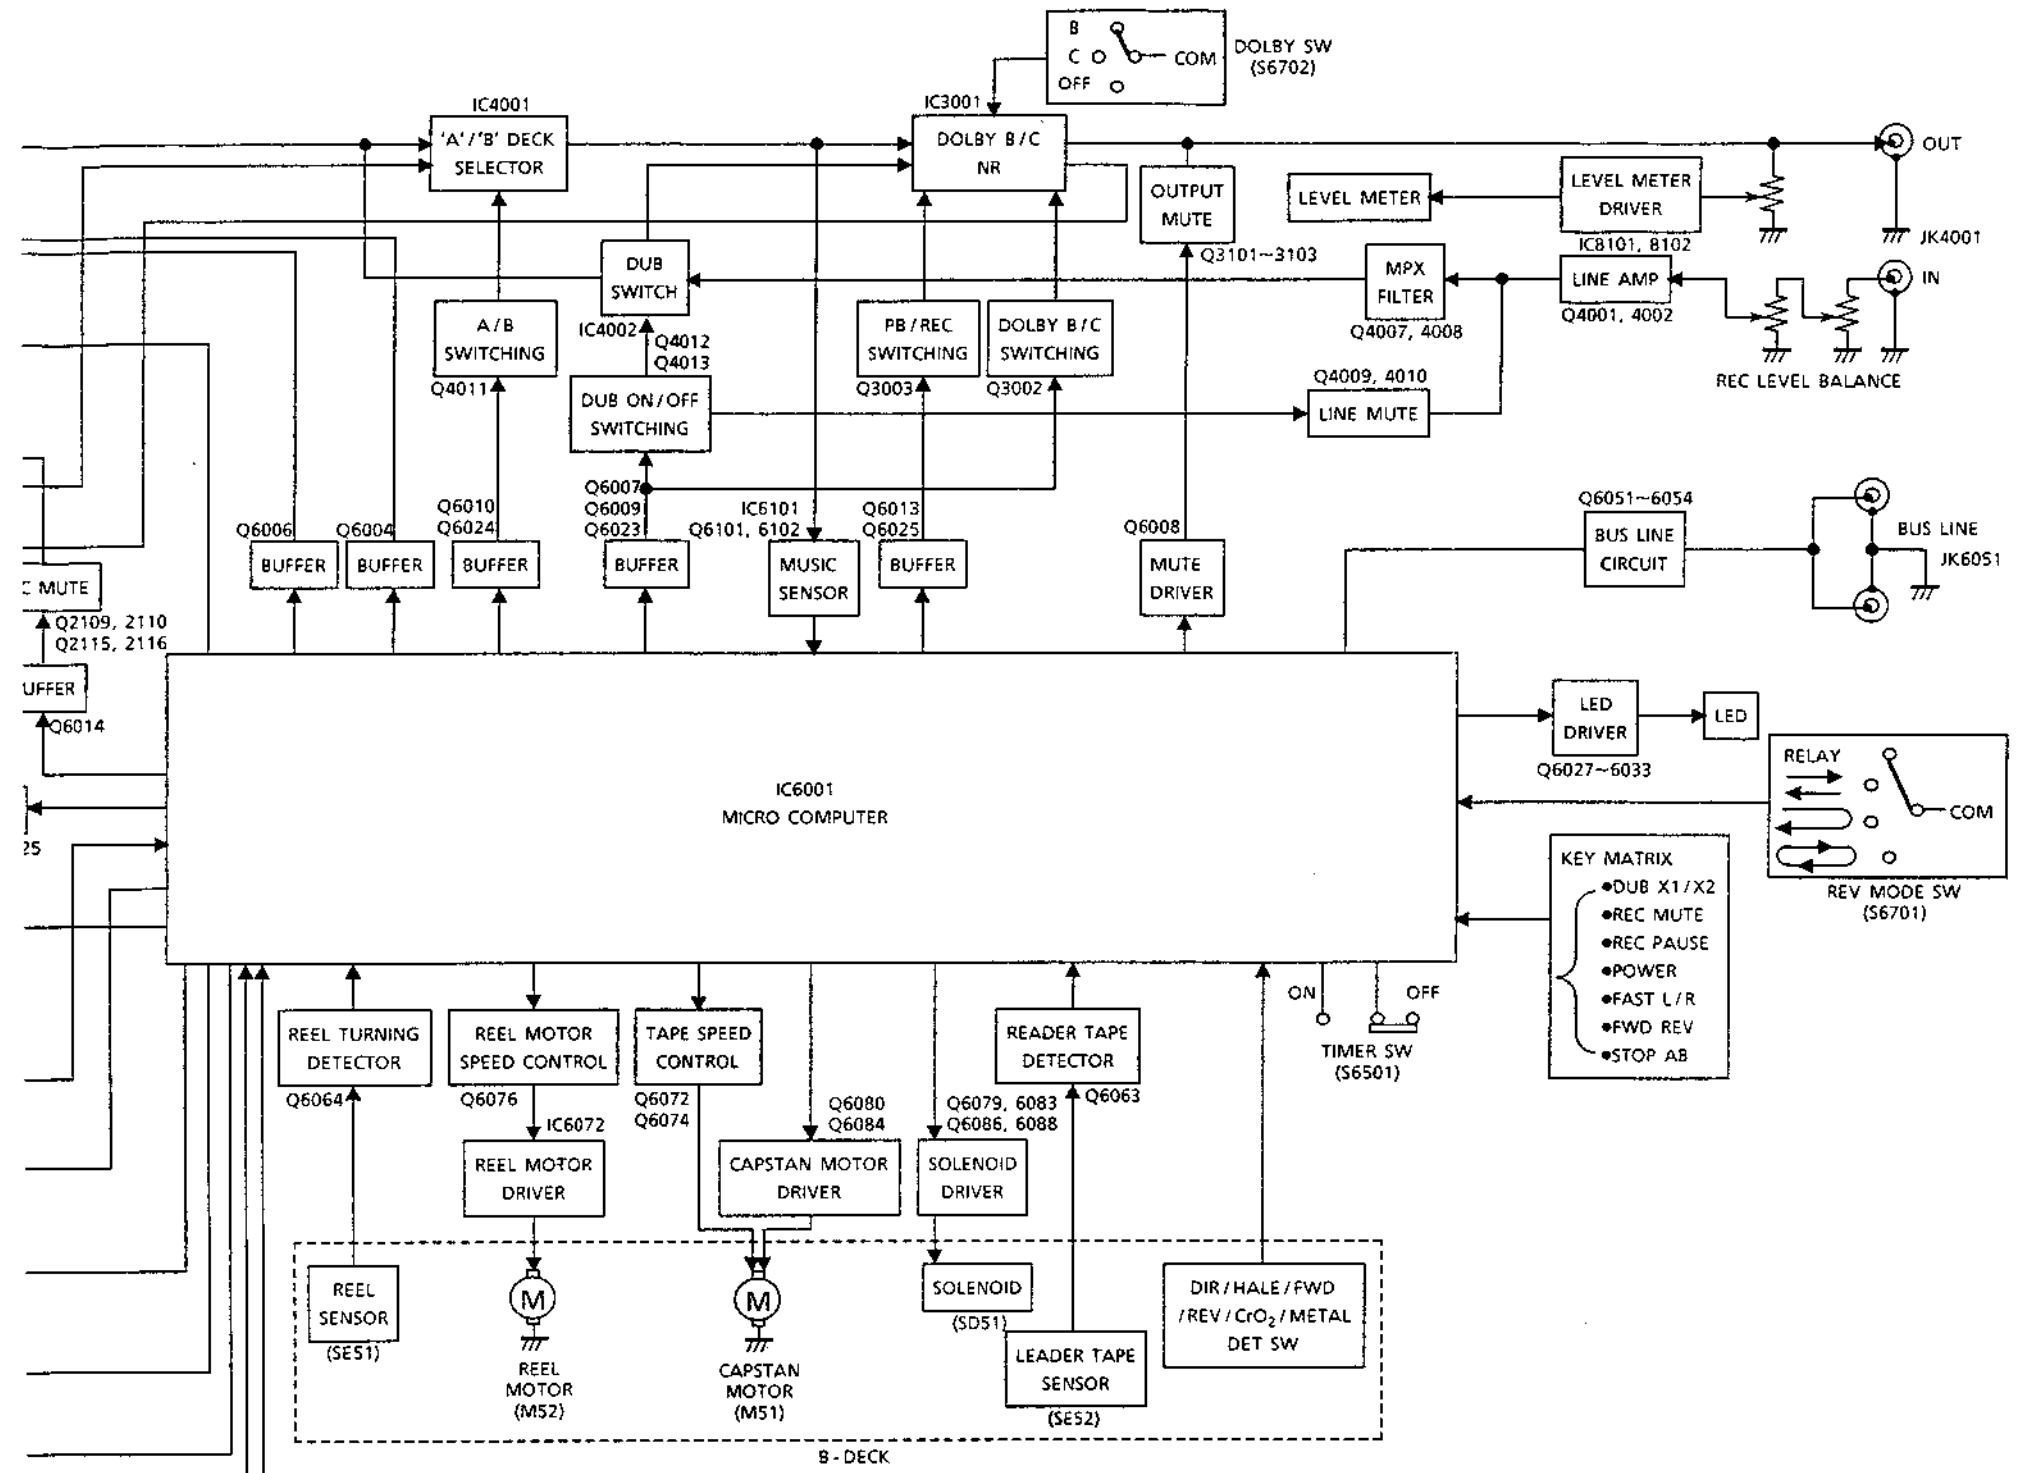 B
C
COM
OFF
DOLBY SW
(S6702)
IC4001
'A'/'B' DECK
SELECTOR
IC3001
DOLBY B/C
NR
OUT
OUTPUT
MUTE
LEVEL METER
LEVEL METER
DRIVER
JK4001
Q3101~3103
IC8101, 8102
DUB
SWITCH
MPX
FILTER
LINE AMP
IN
A/B
SWITCHING
IC4002
Q4012
Q4013
PB/REC
SWITCHING
DOLBY B/C
SWITCHING
Q4007, 4008
Q4001, 4002
Q4011
Q3003
Q3002
Q4009, 4010
REC LEVEL BALANCE
DUB ON/OFF
SWITCHING
LINE MUTE
Q6006
Q6004
Q6010
Q6024
Q6007
Q6009
Q6023
IC6101
Q6101, 6102
Q6013
Q6025
Q6008
Q6051~6054
BUS LINE
CIRCUIT
BUS LINE
JK6051
BUFFER
BUFFER
BUFFER
BUFFER
MUSIC
SENSOR
BUFFER
MUTE
DRIVER
C MUTE
Q2109, 2110
Q2115, 2116
UFFER
Q6014
25
IC6001
MICRO COMPUTER
LED
DRIVER
LED
Q6027~6033
RELAY
COM
REV MODE SW
(S6701)
KEY MATRIX
●DUB X1/X2
●REC MUTE
●REC PAUSE
●POWER
●FAST L/R
●FWD REV
●STOP AB
ON
OFF
TIMER SW
(S6501)
REEL TURNING
DETECTOR
REEL MOTOR
SPEED CONTROL
TAPE SPEED
CONTROL
READER TAPE
DETECTOR
Q6064
Q6076
Q6072
Q6074
Q6080
Q6084
Q6079, 6083
Q6086, 6088
Q6063
IC6072
REEL MOTOR
DRIVER
CAPSTAN MOTOR
DRIVER
SOLENOID
DRIVER
REEL
SENSOR
(SE51)
M
REEL
MOTOR
(M52)
M
CAPSTAN
MOTOR
(M51)
SOLENOID
(SD51)
LEADER TAPE
SENSOR
(SE52)
DIR/HALE/FWD
/REV/CrO₂/METAL
DET SW
B-DECK